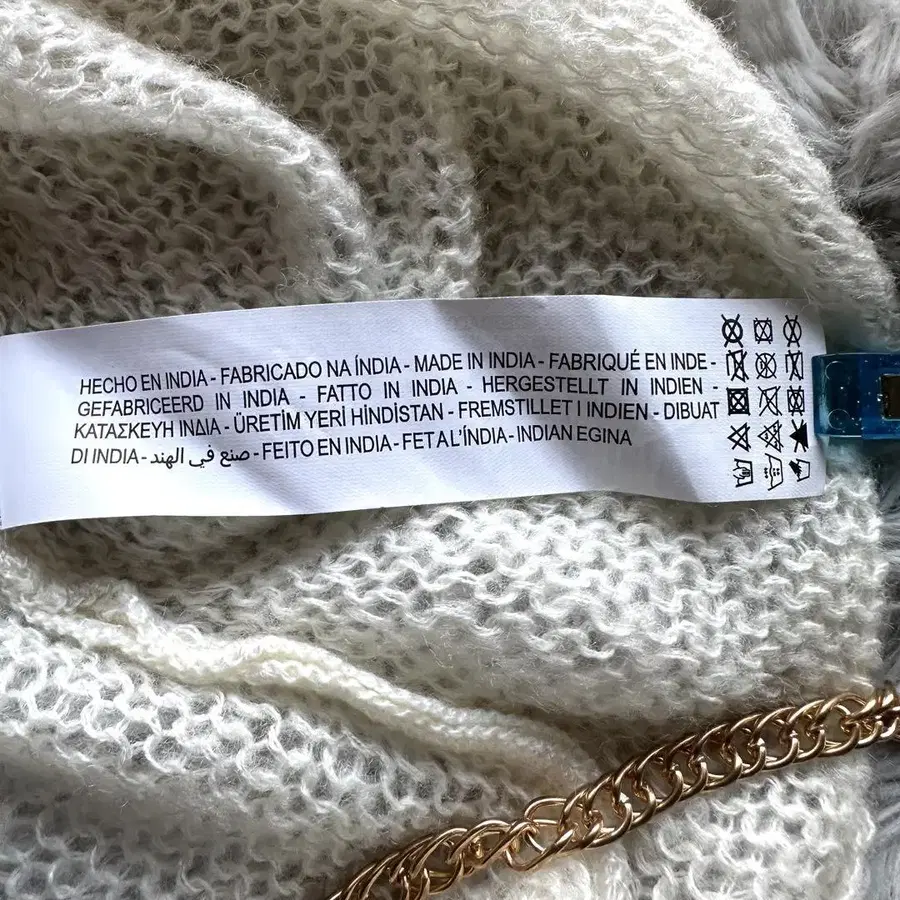 HECHO EN INDIA - FABRICADO NA ÍNDIA - MADE IN INDIA - FABRIQUÉ EN INDE -
GEFABRICEERD IN INDIA - FATTO IN INDIA - HERGESTELLT IN INDIEN -
ΚΑΤΑΣΚΕΥΗ ΙΝΔΙΑ - ÜRETİM YERİ HİNDİSTAN - FREMSTILLET I INDIEN - DIBUAT
DI INDIA - صنع في الهند - FEITO EN INDIA - FET A L'ÍNDIA - INDIAN EGINA